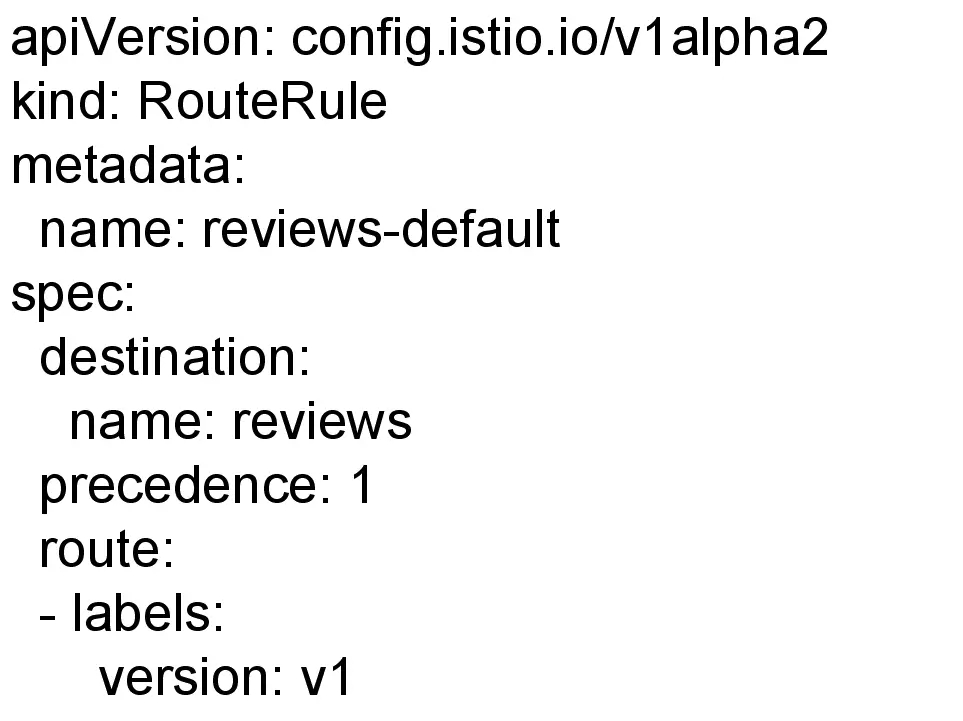 apiVersion: config.istio.io/v1alpha2
kind: RouteRule
metadata:
  name: reviews-default
spec:
  destination:
    name: reviews
  precedence: 1
  route:
  - labels:
      version: v1